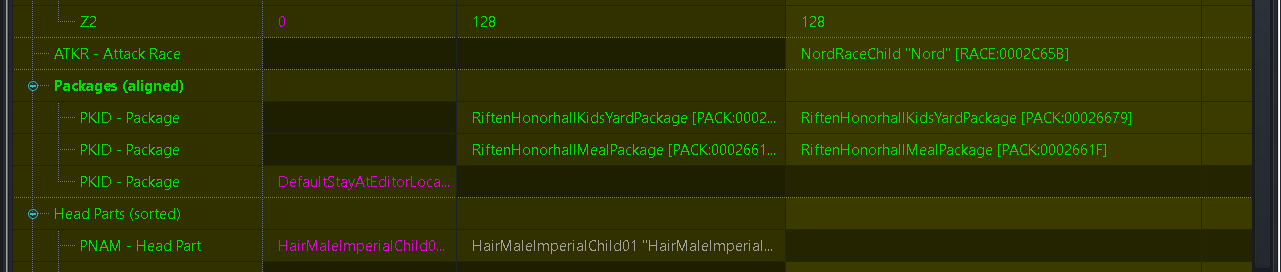 Z2 0 128 128
ATKR - Attack Race NordRaceChild "Nord" [RACE:0002C65B]
Packages (aligned)
PKID - Package RiftenHonorhallKidsYardPackage [PACK:0002... RiftenHonorhallKidsYardPackage [PACK:00026679]
PKID - Package RiftenHonorhallMealPackage [PACK:0002661... RiftenHonorhallMealPackage [PACK:0002661F]
PKID - Package DefaultStayAtEditorLoca...
Head Parts (sorted)
PNAM - Head Part HairMaleImperialChild0... HairMaleImperialChild01 "HairMaleImperial...